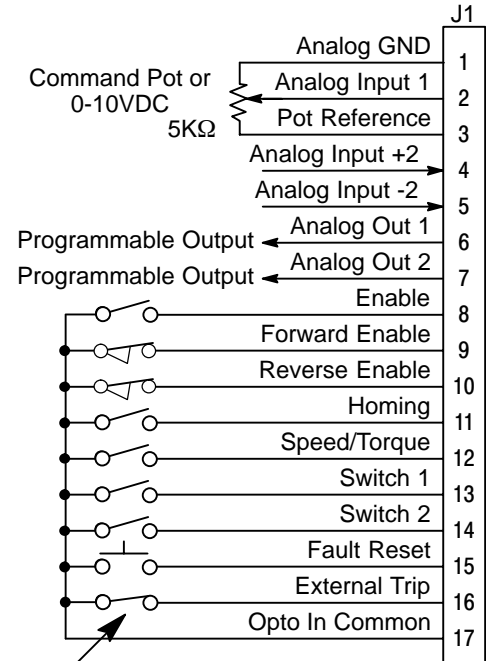 J1
Analog GND 1
Command Pot or
0-10VDC
Analog Input 1 2
5KΩ
Pot Reference 3
Analog Input +2 4
Analog Input -2 5
Programmable Output Analog Out 1 6
Programmable Output Analog Out 2 7
Enable 8
Forward Enable 9
Reverse Enable 10
Homing 11
Speed/Torque 12
Switch 1 13
Switch 2 14
Fault Reset 15
External Trip 16
Opto In Common 17